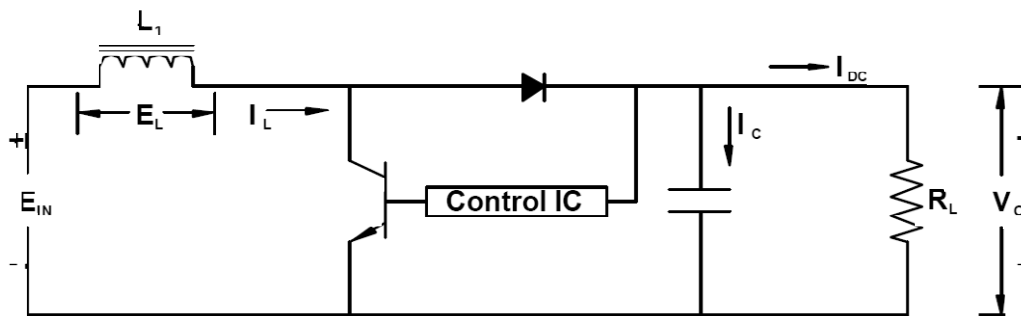 L1
IDC
EL
IL
IC
+
EIN
Control IC
RL
VO
-